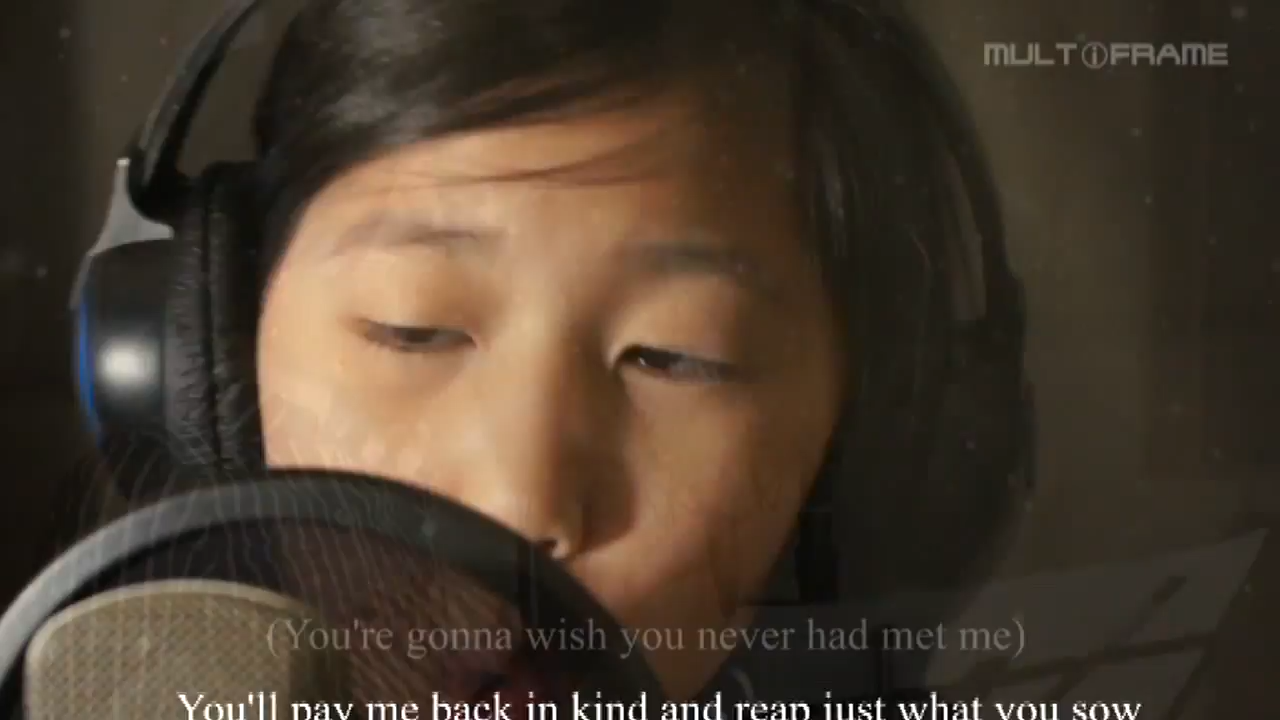 MULTiFRAME
(You're gonna wish you never had met me)
You'll pay me back in kind and reap just what you sow